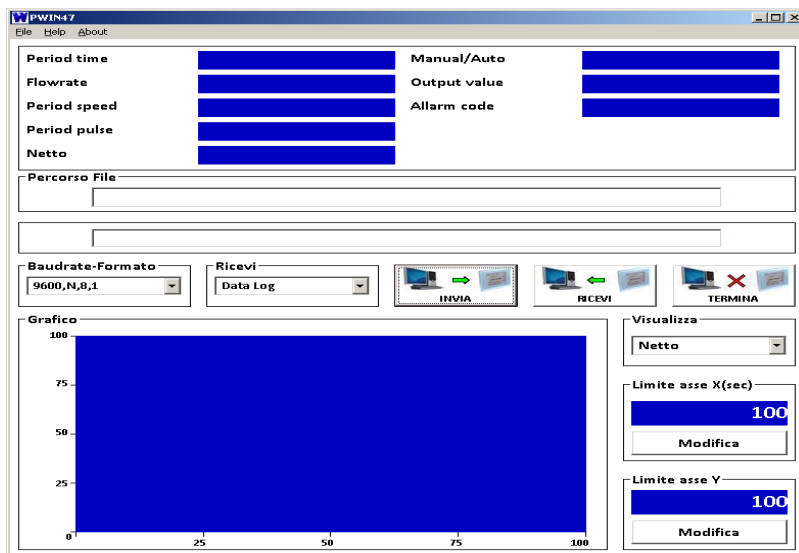 PWIN47
File Help About
Period time
Manual/Auto
Flowrate
Output value
Period speed
Allarm code
Period pulse
Netto
Percorso File
Baudrate-Formato
Ricevi
9600,N,8,1
Data Log
INVIA
RICEVI
TERMINA
Grafico
Visualizza
100
Netto
75
Limite asse X(sec)
100
50
Modifica
25
Limite asse Y
100
0
Modifica
25 50 75 100